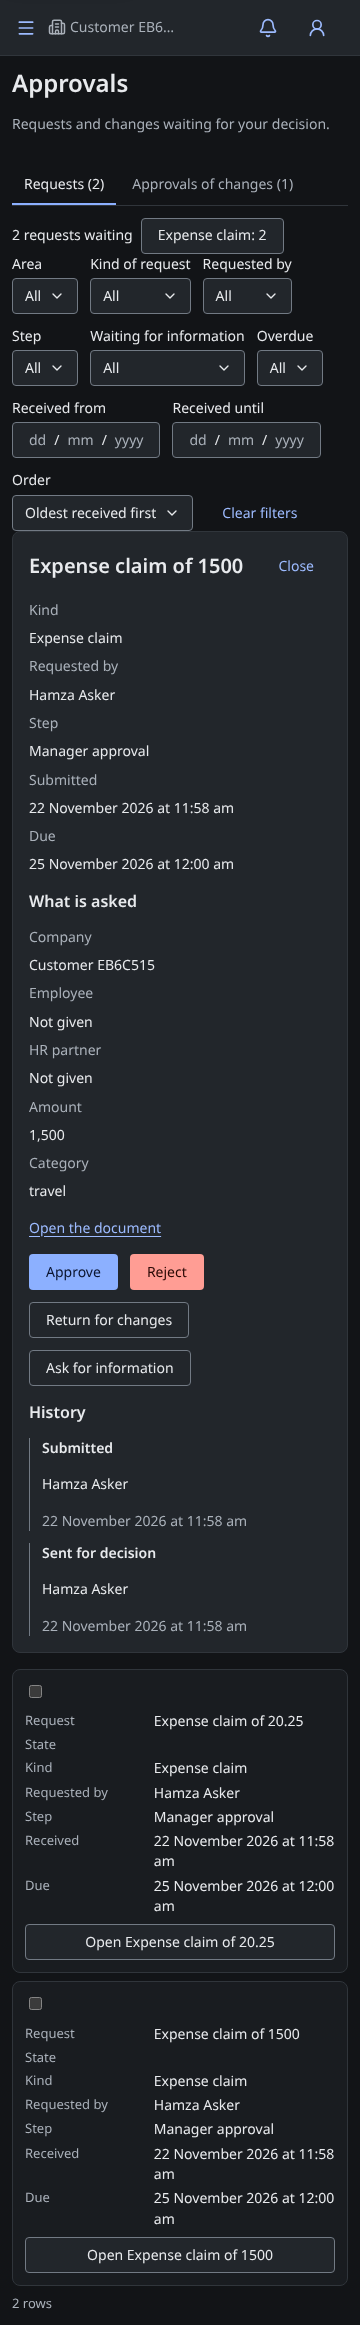 Customer EB6...
Approvals
Requests and changes waiting for your decision.
Requests (2) Approvals of changes (1)
2 requests waiting Expense claim: 2
Area Kind of request Requested by
All All All
Step Waiting for information Overdue
All All All
Received from Received until
dd / mm / yyyy dd / mm / yyyy
Order
Oldest received first Clear filters
Expense claim of 1500 Close
Kind
Expense claim
Requested by
Hamza Asker
Step
Manager approval
Submitted
22 November 2026 at 11:58 am
Due
25 November 2026 at 12:00 am
What is asked
Company
Customer EB6C515
Employee
Not given
HR partner
Not given
Amount
1,500
Category
travel
Open the document
Approve Reject
Return for changes
Ask for information
History
Submitted
Hamza Asker
22 November 2026 at 11:58 am
Sent for decision
Hamza Asker
22 November 2026 at 11:58 am
Request Expense claim of 20.25
State
Kind Expense claim
Requested by Hamza Asker
Step Manager approval
Received 22 November 2026 at 11:58
am
Due 25 November 2026 at 12:00
am
Open Expense claim of 20.25
Request Expense claim of 1500
State
Kind Expense claim
Requested by Hamza Asker
Step Manager approval
Received 22 November 2026 at 11:58
am
Due 25 November 2026 at 12:00
am
Open Expense claim of 1500
2 rows